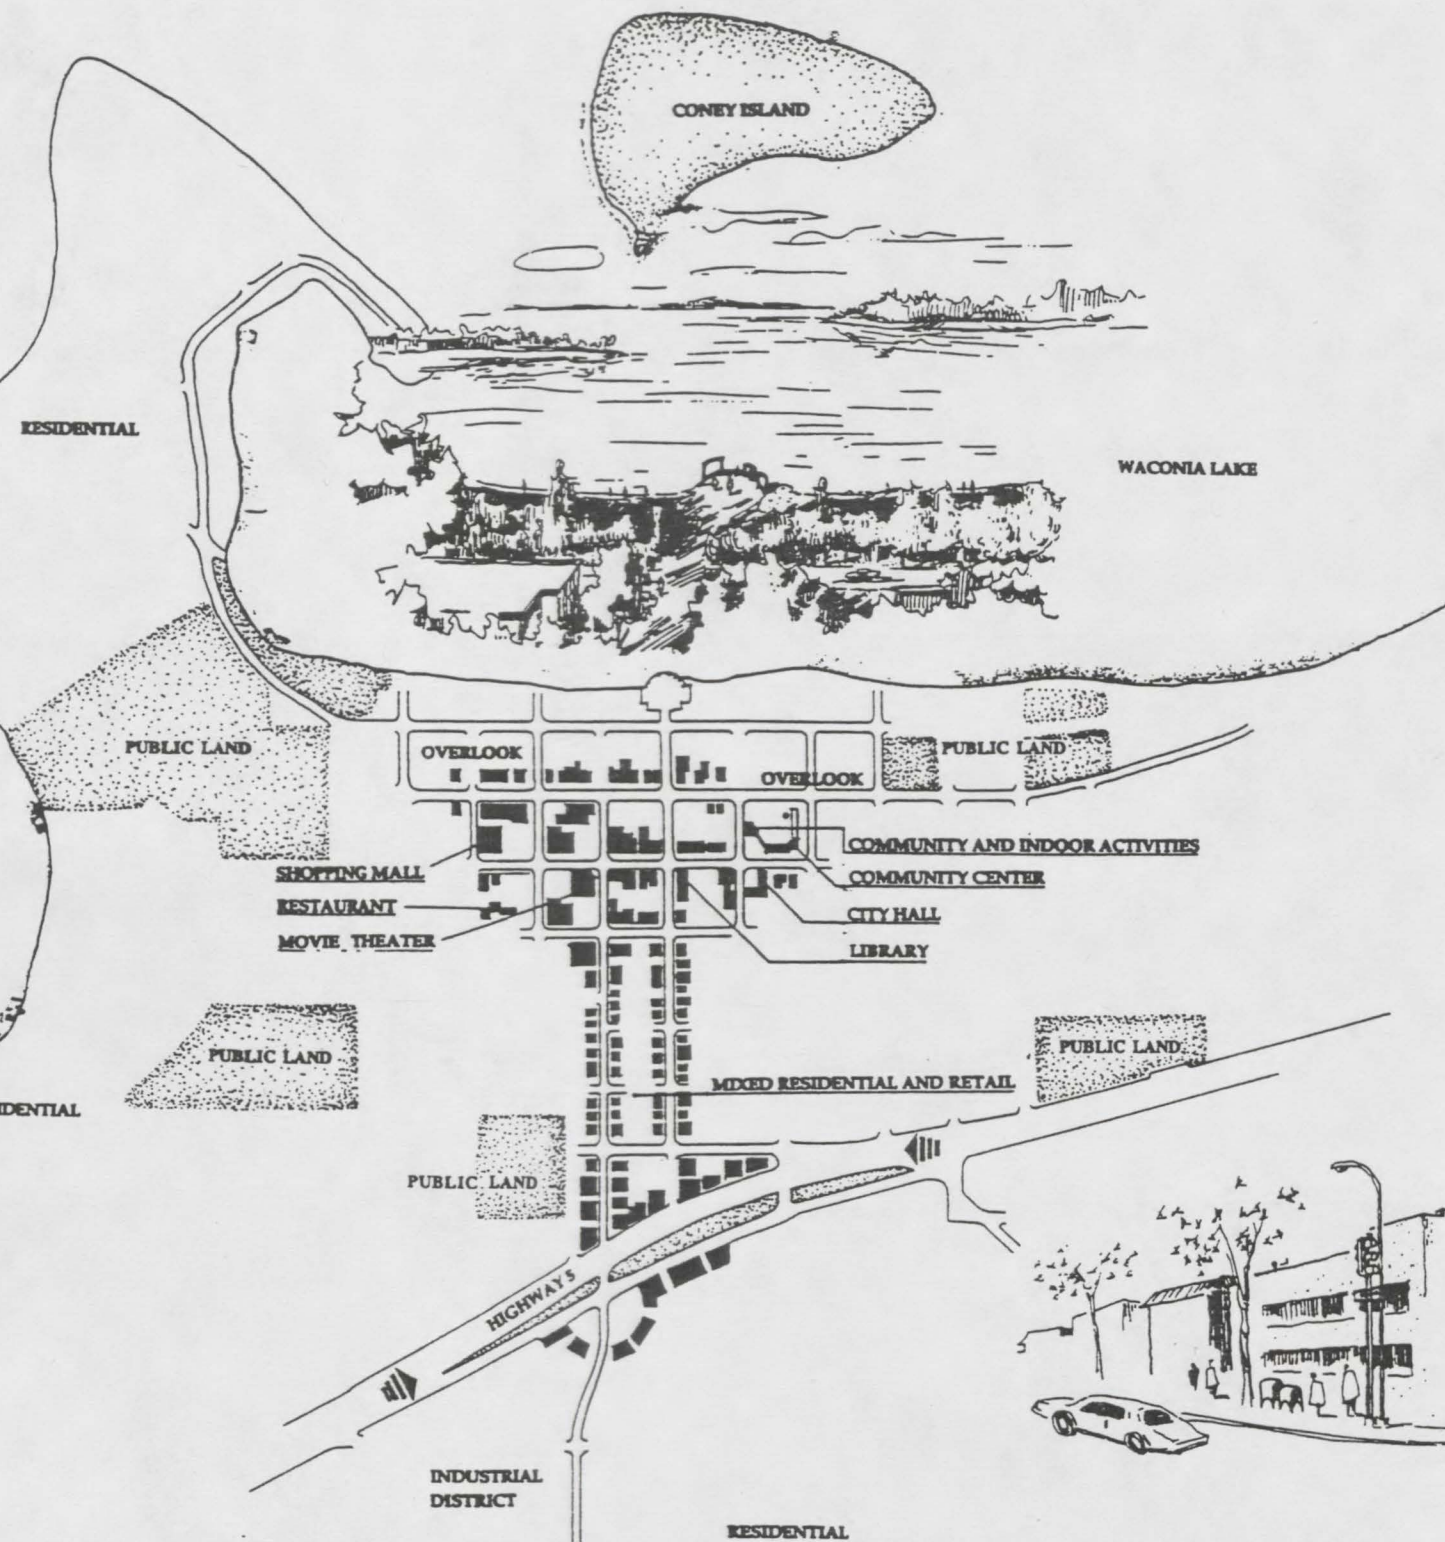 CONEY ISLAND
RESIDENTIAL
WACONIA LAKE
PUBLIC LAND
OVERLOOK
PUBLIC LAND
OVERLOOK
SHOPPING MALL
RESTAURANT
MOVIE THEATER
COMMUNITY AND INDOOR ACTIVITIES
COMMUNITY CENTER
CITY HALL
LIBRARY
PUBLIC LAND
PUBLIC LAND
MIXED RESIDENTIAL AND RETAIL
IDENTIAL
PUBLIC LAND
HIGHWAY 5
INDUSTRIAL
DISTRICT
RESIDENTIAL